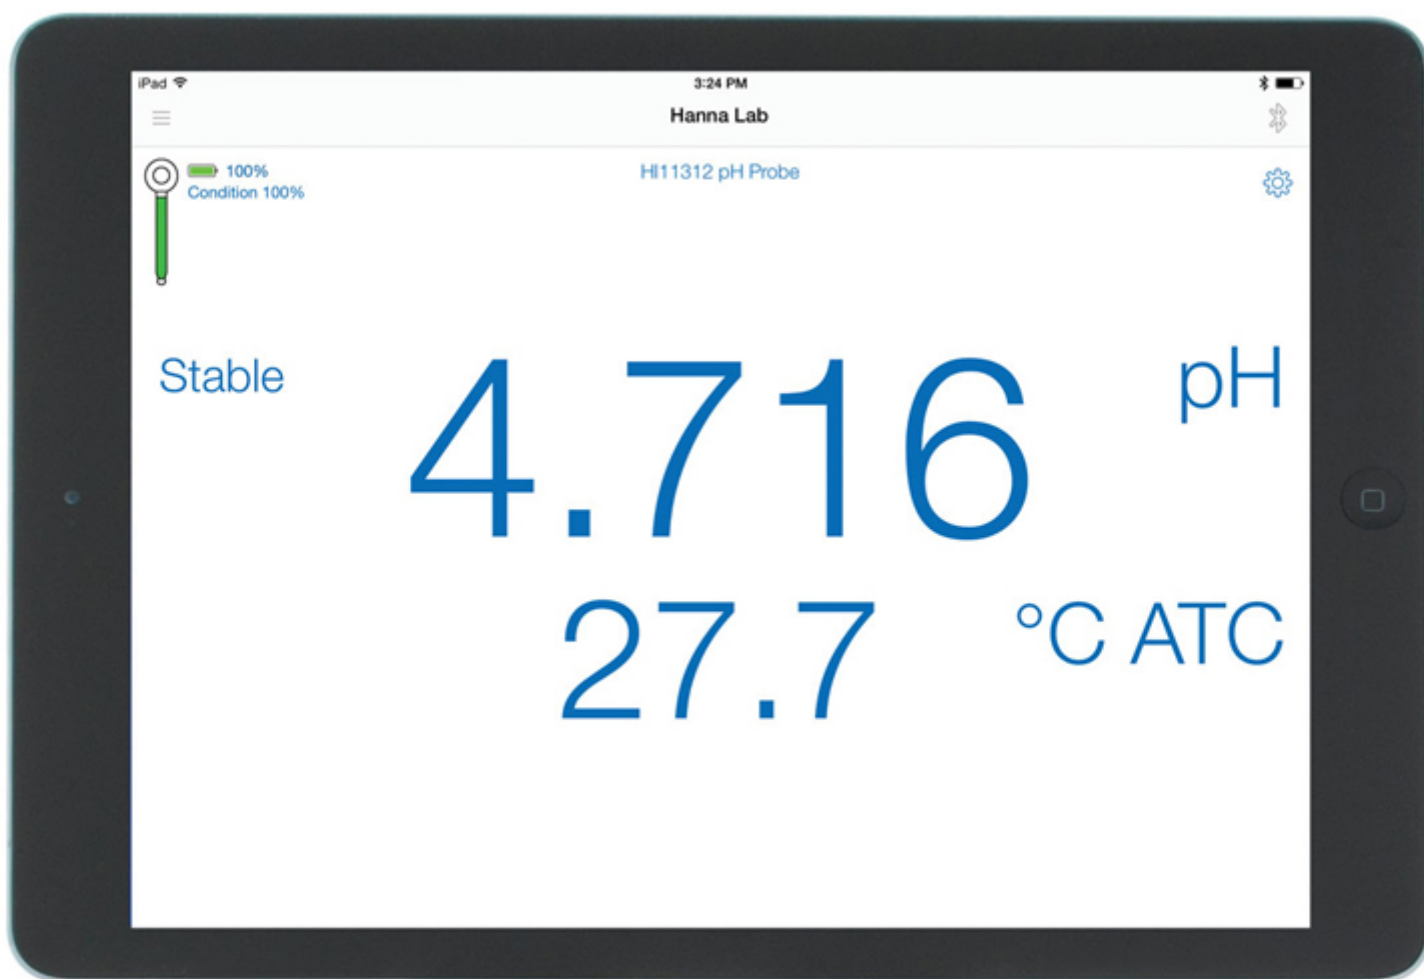 iPad 3:24 PM
Hanna Lab
100% HI11312 pH Probe
Condition 100%
Stable 4.716 pH
27.7 °C ATC